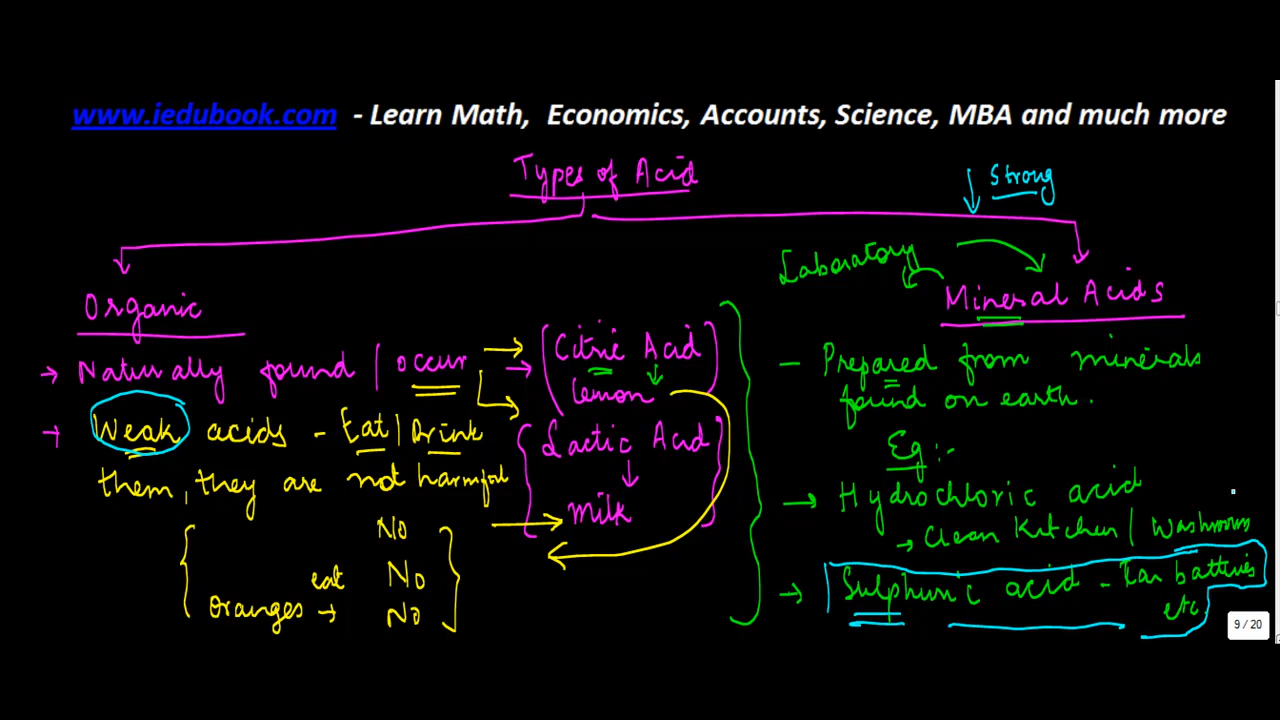 www.iedubook.com - Learn Math, Economics, Accounts, Science, MBA and much more
Types of Acid
Strong
Organic
→ Naturally found | occur
→ Weak acids - Eat | Drink
them, they are not harmful
No
eat No
Oranges → No
→ Citric Acid
lemon
Lactic Acid
Milk
Laboratory
Mineral Acids
- Prepared from minerals
found on earth.
Eg :-
→ Hydrochloric acid
→ Clean Kitchen | Washrooms
→ Sulphuric acid - Car batteries
etc.
9 / 20